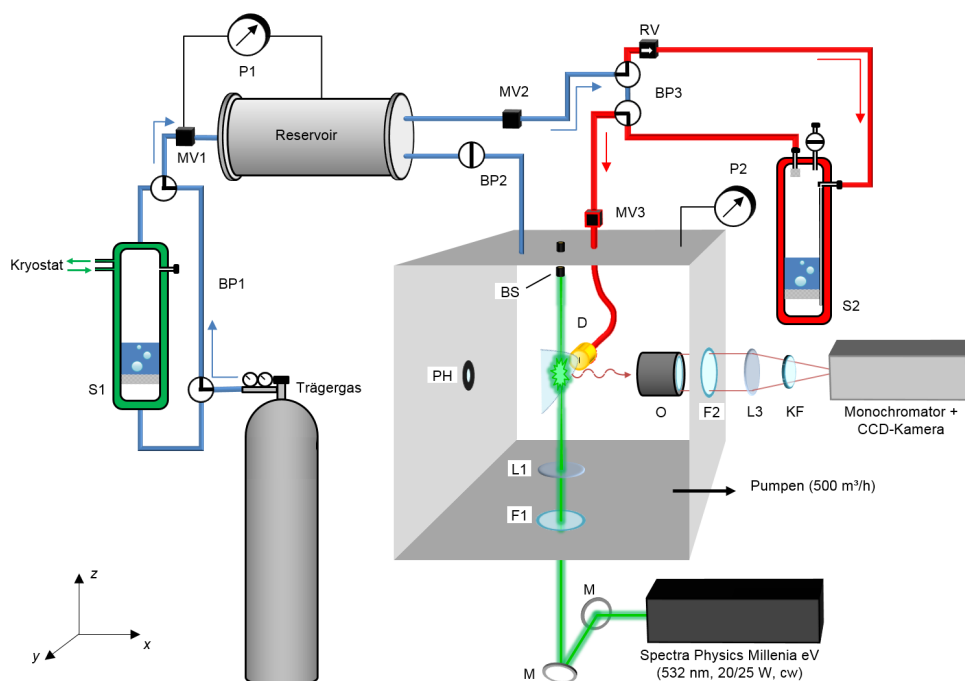 RV
P1
MV2
BP3
Reservoir
MV1
BP2
P2
MV3
Kryostat
BS
BP1
D
S2
PH
S1
Trägergas
O
F2
L3
KF
Monochromator +
CCD-Kamera
L1
Pumpen (500 m³/h)
F1
z
M
x
y
M
Spectra Physics Millenia eV
(532 nm, 20/25 W, cw)